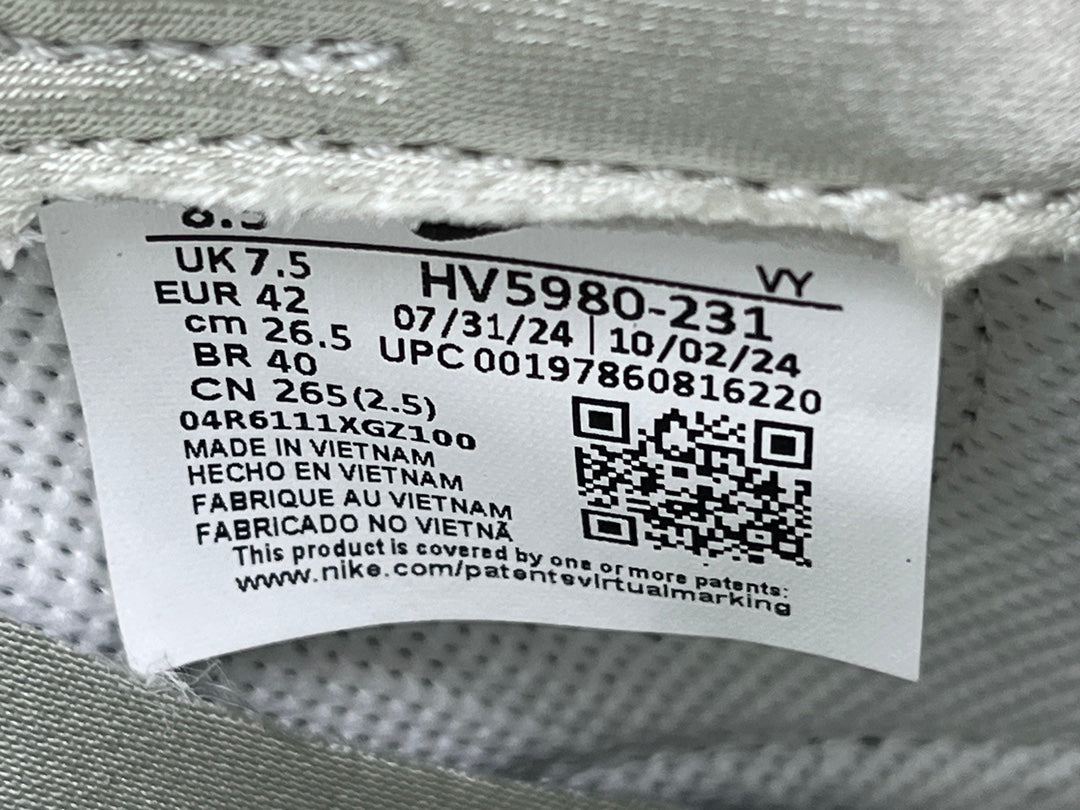 8.5
VY
UK 7.5
HV5980-231
EUR 42
07/31/24 | 10/02/24
cm 26.5
UPC 00197860816220
BR 40
CN 265(2.5)
04R6111XGZ100
MADE IN VIETNAM
HECHO EN VIETNAM
FABRIQUE AU VIETNAM
FABRICADO NO VIETNÃ
This product is covered by one or more patents:
www.nike.com/patentsvirtualmarking